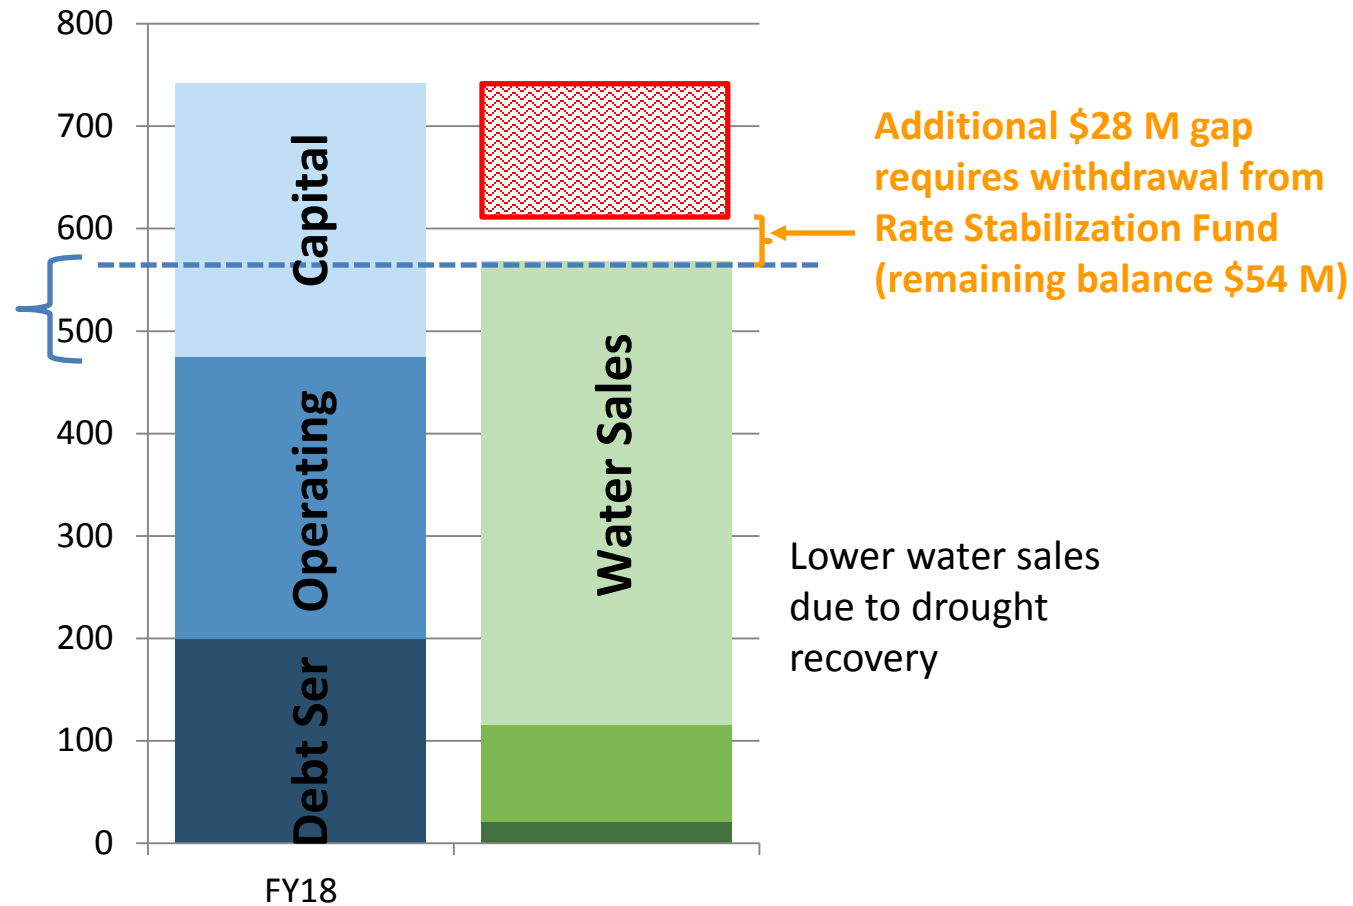 800
700
600
500
400
300
200
100
0
Capital
Operating
Debt Ser
FY18
Water Sales
Additional $28 M gap
requires withdrawal from
Rate Stabilization Fund
(remaining balance $54 M)
Lower water sales
due to drought
recovery